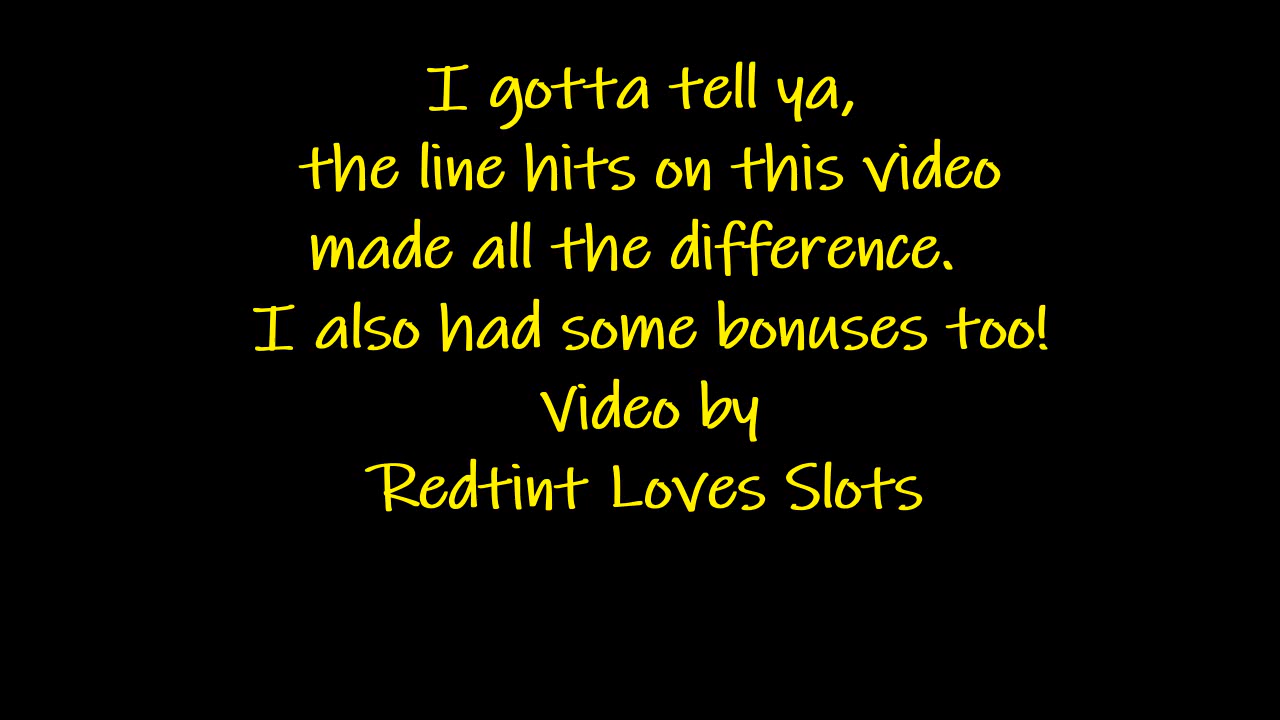 I gotta tell ya,
the line hits on this video
made all the difference.
I also had some bonuses too!
Video by
Redtint Loves Slots